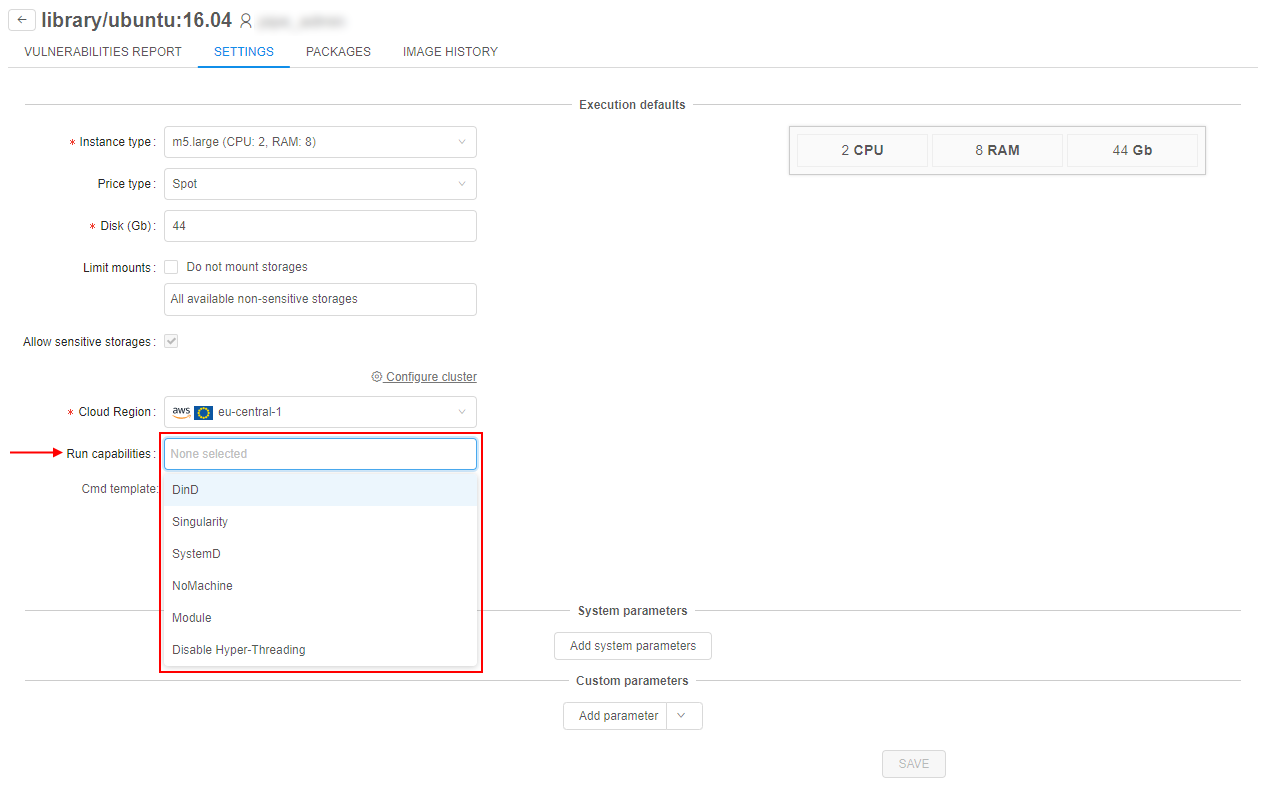 library/ubuntu:16.04
VULNERABILITIES REPORT SETTINGS PACKAGES IMAGE HISTORY
Execution defaults
* Instance type: m5.large (CPU: 2, RAM: 8)
2 CPU 8 RAM 44 Gb
Price type: Spot
* Disk (Gb): 44
Limit mounts: Do not mount storages
All available non-sensitive storages
Allow sensitive storages:
Configure cluster
* Cloud Region: aws eu-central-1
Run capabilities: None selected
Cmd template:
DinD
Singularity
SystemD
NoMachine
Module
Disable Hyper-Threading
System parameters
Add system parameters
Custom parameters
Add parameter
SAVE